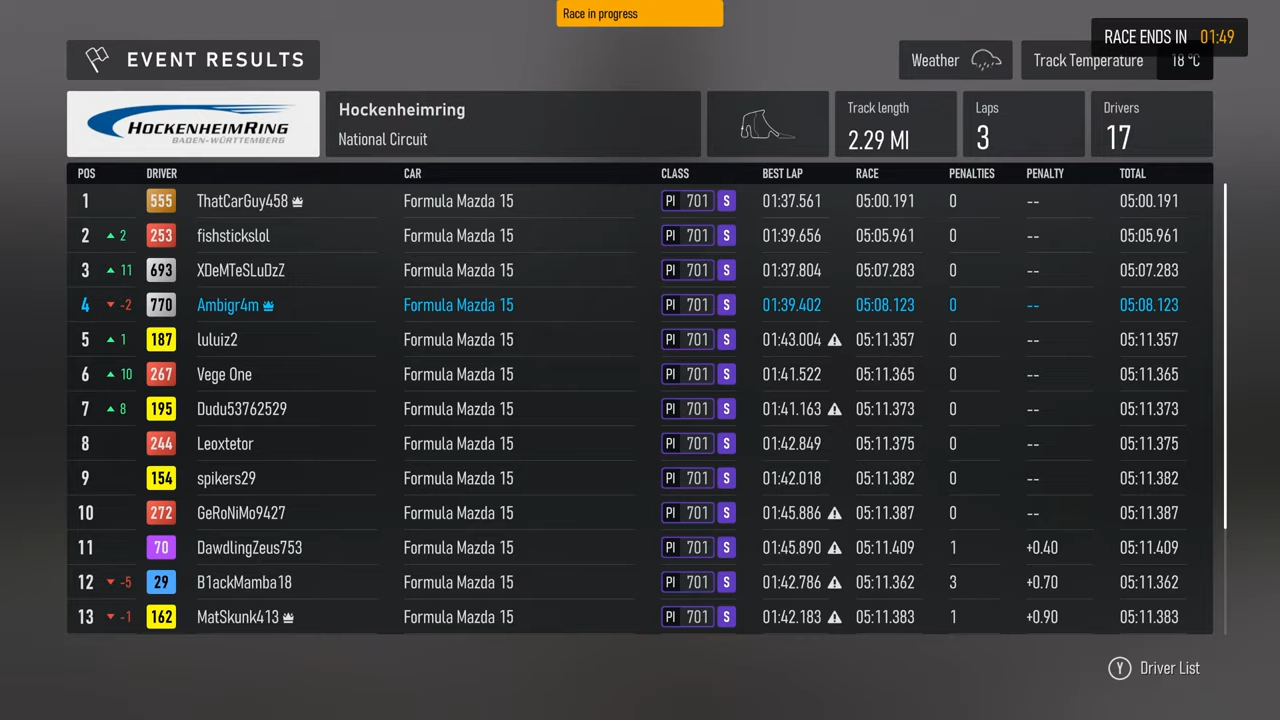 Race in progress
RACE ENDS IN 01:49
EVENT RESULTS
Weather
Track Temperature 18 °C
HOCKENHEIMRING
BADEN-WÜRTTEMBERG
Hockenheimring
National Circuit
Track length
2.29 MI
Laps
3
Drivers
17
POS DRIVER CAR CLASS BEST LAP RACE PENALTIES PENALTY TOTAL
1 555 ThatCarGuy458 Formula Mazda 15 PI 701 S 01:37.561 05:00.191 0 -- 05:00.191
2 2 253 fishstickslol Formula Mazda 15 PI 701 S 01:39.656 05:05.961 0 -- 05:05.961
3 11 693 XDeMTeSLuDzZ Formula Mazda 15 PI 701 S 01:37.804 05:07.283 0 -- 05:07.283
4 -2 770 Ambigr4m Formula Mazda 15 PI 701 S 01:39.402 05:08.123 0 -- 05:08.123
5 1 187 luluiz2 Formula Mazda 15 PI 701 S 01:43.004 05:11.357 0 -- 05:11.357
6 10 267 Vege One Formula Mazda 15 PI 701 S 01:41.522 05:11.365 0 -- 05:11.365
7 8 195 Dudu53762529 Formula Mazda 15 PI 701 S 01:41.163 05:11.373 0 -- 05:11.373
8 244 Leoxtetor Formula Mazda 15 PI 701 S 01:42.849 05:11.375 0 -- 05:11.375
9 154 spikers29 Formula Mazda 15 PI 701 S 01:42.018 05:11.382 0 -- 05:11.382
10 272 GeRoNiMo9427 Formula Mazda 15 PI 701 S 01:45.886 05:11.387 0 -- 05:11.387
11 70 DawdlingZeus753 Formula Mazda 15 PI 701 S 01:45.890 05:11.409 1 +0.40 05:11.409
12 -5 29 B1ackMamba18 Formula Mazda 15 PI 701 S 01:42.786 05:11.362 3 +0.70 05:11.362
13 -1 162 MatSkunk413 Formula Mazda 15 PI 701 S 01:42.183 05:11.383 1 +0.90 05:11.383
Y Driver List